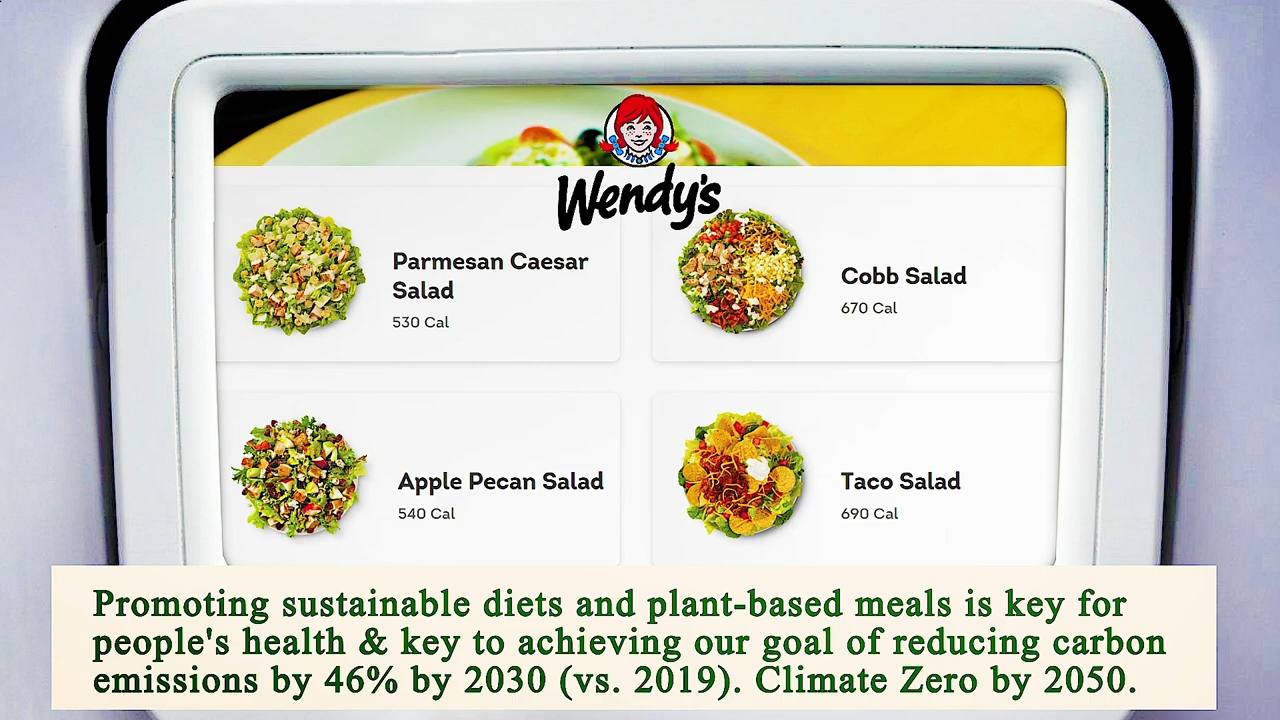 Wendy's
Parmesan Caesar
Salad
530 Cal
Cobb Salad
670 Cal
Apple Pecan Salad
540 Cal
Taco Salad
690 Cal
Promoting sustainable diets and plant-based meals is key for
people's health & key to achieving our goal of reducing carbon
emissions by 46% by 2030 (vs. 2019). Climate Zero by 2050.